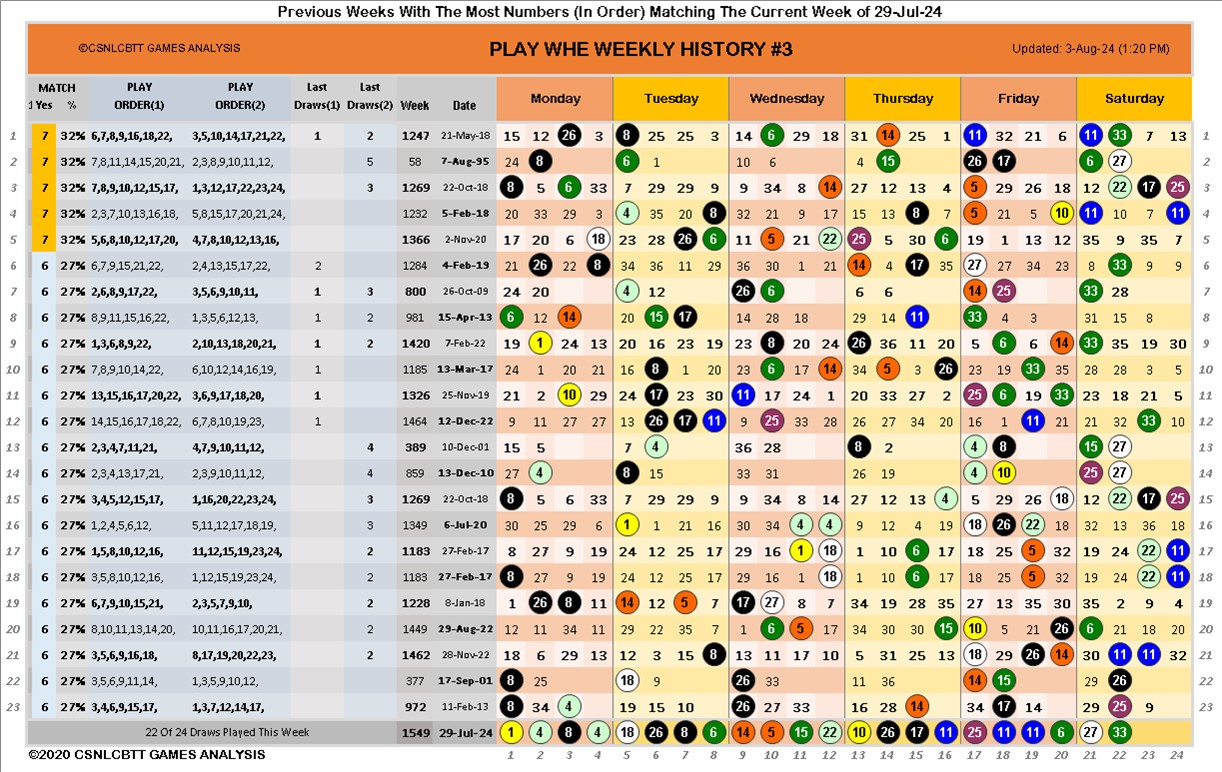 Previous Weeks With The Most Numbers (In Order) Matching The Current Week of 29-Jul-24
©CSNLCBTT GAMES ANALYSIS PLAY WHE WEEKLY HISTORY #3 Updated: 3-Aug-24 (1:20 PM)
MATCH PLAY PLAY Last Last
1 Yes % ORDER(1) ORDER(2) Draws(1) Draws(2) Week Date Monday Tuesday Wednesday Thursday Friday Saturday
1 7 32% 6,7,8,9,16,18,22, 3,5,10,14,17,21,22, 1 2 1247 21-May-18 15 12 26 3 8 25 25 3 14 6 29 18 31 14 25 1 11 32 21 6 11 33 7 13 1
2 7 32% 7,8,11,14,15,20,21, 2,3,8,9,10,11,12, 5 58 7-Aug-95 24 8 6 1 10 6 4 15 26 17 6 27 2
3 7 32% 7,8,9,10,12,15,17, 1,3,12,17,22,23,24, 3 1269 22-Oct-18 8 5 6 33 7 29 29 9 9 34 8 14 27 12 13 4 5 29 26 18 12 22 17 25 3
4 7 32% 2,3,7,10,13,16,18, 5,8,15,17,20,21,24, 1232 5-Feb-18 20 33 29 3 4 35 20 8 32 21 9 17 15 13 8 7 5 21 5 10 11 10 7 11 4
5 7 32% 5,6,8,10,12,17,20, 4,7,8,10,12,13,16, 1366 2-Nov-20 17 20 6 18 23 28 26 6 11 5 21 22 25 5 30 6 19 1 13 12 35 9 35 7 5
6 6 27% 6,7,9,15,21,22, 2,4,13,15,17,22 2 1284 4-Feb-19 21 26 22 8 34 36 11 29 36 30 1 21 14 4 17 35 27 34 23 8 33 9 9 6
7 6 27% 2,6,8,9,17,22, 3,5,6,9,10,11, 1 3 800 26-Oct-09 24 20 4 12 26 6 6 6 14 25 33 28 7
8 6 27% 8,9,11,15,16,22, 1,3,5,6,12,13, 1 2 981 15-Apr-13 6 12 14 20 15 17 14 28 18 29 14 11 33 4 3 31 15 8 8
9 6 27% 1,3,6,8,9,22, 2,10,13,18,20,21, 1 2 1420 7-Feb-22 19 1 24 13 20 16 23 19 23 8 20 24 26 36 11 20 5 6 6 14 33 35 19 30 9
10 6 27% 7,8,9,10,14,22, 6,10,12,14,16,19, 1 1185 13-Mar-17 24 1 20 21 16 8 1 20 23 6 17 14 34 5 3 26 23 19 33 35 28 28 3 5 10
11 6 27% 13,15,16,17,20,22, 3,6,9,17,18,20, 1 1326 25-Nov-19 21 2 10 29 24 17 23 30 11 17 24 1 20 33 27 2 25 6 19 33 23 18 21 5 11
12 6 27% 14,15,16,17,18,22, 6,7,8,10,19,23, 1 1464 12-Dec-22 9 11 27 27 13 26 17 11 9 25 33 28 26 27 34 20 16 1 11 21 21 32 33 10 12
13 6 27% 2,3,4,7,11,21, 4,7,9,10,11,12, 4 389 10-Dec-01 15 5 7 4 36 28 8 2 4 8 15 27 13
14 6 27% 2,3,4,13,17,21, 2,3,9,10,11,12, 4 859 13-Dec-10 27 4 8 15 33 31 26 19 4 10 25 27 14
15 6 27% 3,4,5,12,15,17, 1,16,20,22,23,24, 3 1269 22-Oct-18 8 5 6 33 7 29 29 9 9 34 8 14 27 12 13 4 5 29 26 18 12 22 17 25 15
16 6 27% 1,2,4,5,6,12, 5,11,12,17,18,19, 3 1349 6-Jul-20 30 25 29 6 1 1 21 16 30 34 4 4 9 12 4 16 18 26 22 18 32 13 36 18 16
17 6 27% 1,5,8,10,12,16, 11,12,15,19,23,24, 2 1183 27-Feb-17 8 27 9 19 24 12 25 17 29 16 1 18 1 10 6 17 18 25 5 32 19 24 22 11 17
18 6 27% 3,5,8,10,12,16, 1,12,15,19,23,24, 2 1183 27-Feb-17 8 27 9 19 24 12 25 17 29 16 1 18 1 10 6 17 18 25 5 32 19 24 22 11 18
19 6 27% 6,7,9,10,15,21, 2,3,5,7,9,10, 2 1228 8-Jan-18 1 26 8 11 14 12 5 7 17 27 8 7 34 19 28 35 27 13 35 30 35 2 9 4 19
20 6 27% 8,10,11,13,14,20, 10,11,16,17,20,21, 2 1449 29-Aug-22 12 11 34 11 29 22 35 7 1 6 5 17 34 30 30 15 10 5 21 26 6 21 18 20 20
21 6 27% 3,5,6,9,16,18, 8,17,19,20,22,23, 2 1462 28-Nov-22 18 6 29 13 12 3 15 8 13 11 17 10 5 31 25 13 18 29 26 14 30 11 11 32 21
22 6 27% 3,5,6,9,11,14, 1,5,9,17,18,22, 377 17-Sep-01 8 25 18 9 26 33 11 36 14 15 29 26 22
23 6 27% 3,4,6,9,15,17, 1,3,7,12,14,17, 972 11-Feb-13 8 34 4 19 15 10 26 27 33 16 28 14 34 17 14 29 25 9 23
22 Of 24 Draws Played This Week 1549 29-Jul-24 1 4 8 4 18 26 8 6 14 5 15 22 10 26 17 11 25 11 11 6 27 33
©2020 CSNLCBTT GAMES ANALYSIS 1 2 3 4 5 6 7 8 9 10 11 12 13 14 15 16 17 18 19 20 21 22 23 24